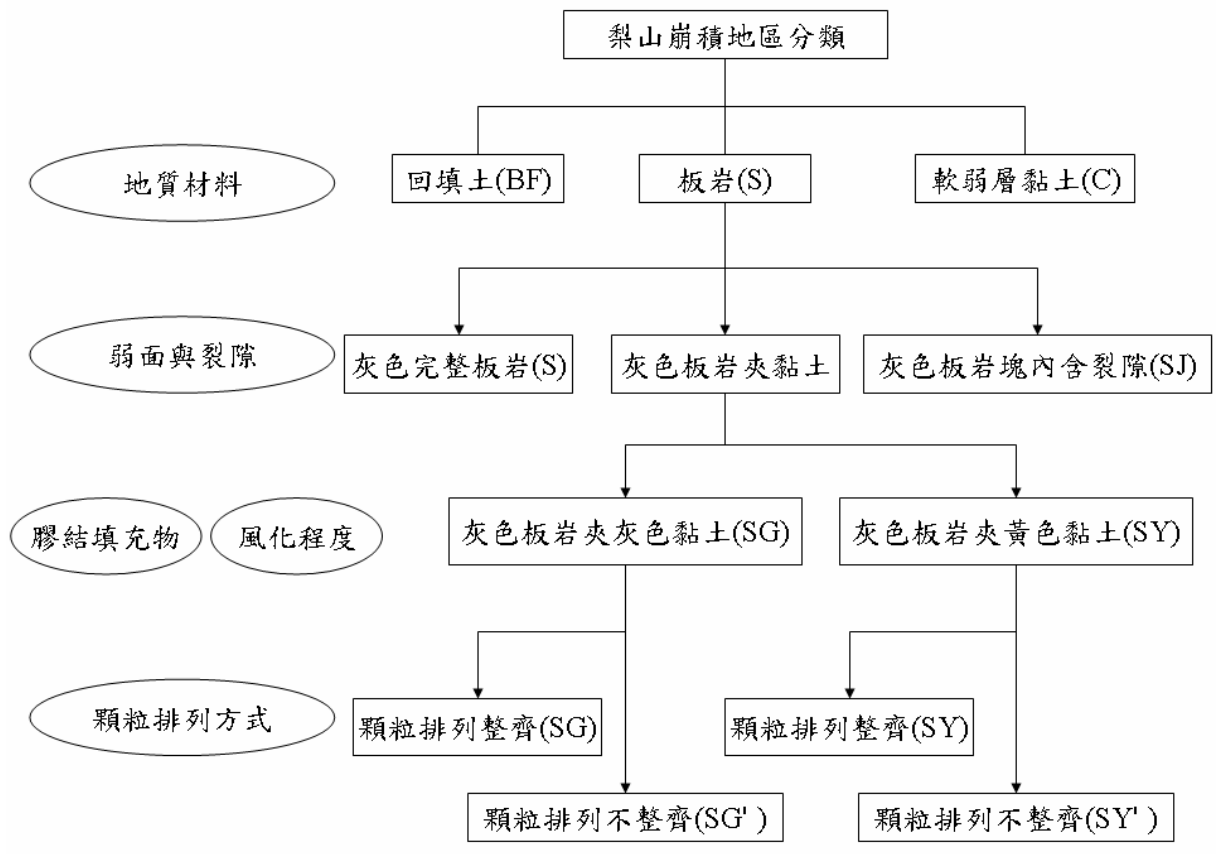 梨山崩積地區分類
地質材料
回填土(BF)
板岩(S)
軟弱層黏土(C)
弱面與裂隙
灰色完整板岩(S)
灰色板岩夾黏土
灰色板岩塊內含裂隙(SJ)
膠結填充物
風化程度
灰色板岩夾灰色黏土(SG)
灰色板岩夾黃色黏土(SY)
顆粒排列方式
顆粒排列整齊(SG)
顆粒排列整齊(SY)
顆粒排列不整齊(SG' )
顆粒排列不整齊(SY' )